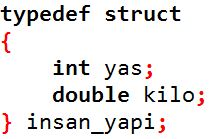 typedef struct
{
    int yas;
    double kilo;
} insan_yapi;